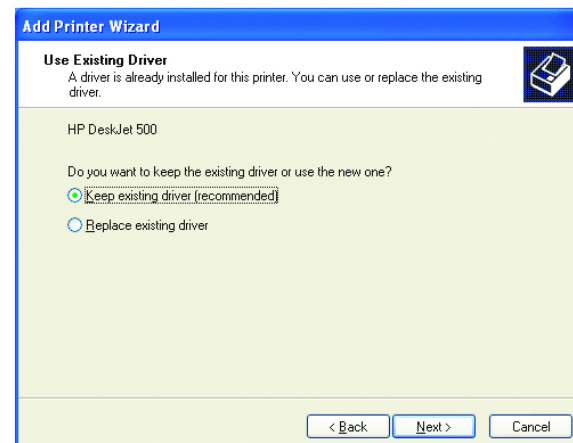 Add Printer Wizard
Use Existing Driver
A driver is already installed for this printer. You can use or replace the existing
driver.
HP DeskJet 500
Do you want to keep the existing driver or use the new one?
Keep existing driver (recommended)
Replace existing driver
< Back Next > Cancel